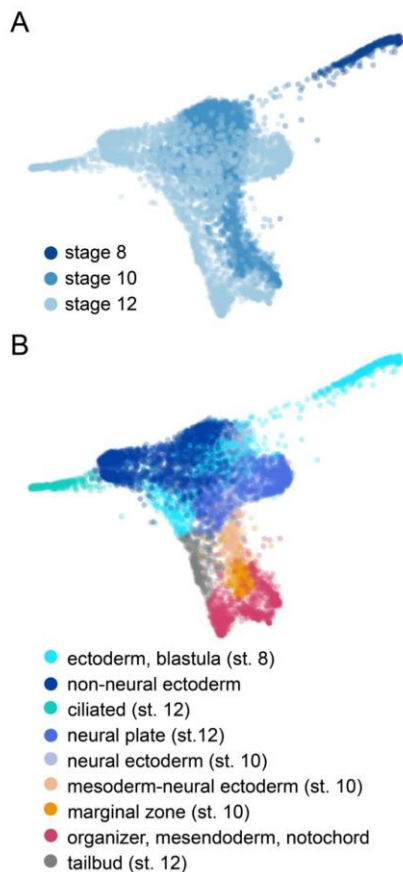 A
stage 8
stage 10
stage 12
B
ectoderm, blastula (st. 8)
non-neural ectoderm
ciliated (st. 12)
neural plate (st.12)
neural ectoderm (st. 10)
mesoderm-neural ectoderm (st. 10)
marginal zone (st. 10)
organizer, mesendoderm, notochord
tailbud (st. 12)